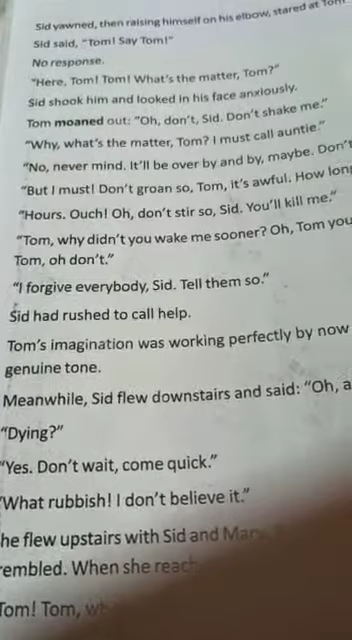 Sid yawned, then raising himself on his elbow, stared at Tom
Sid said, "Tom! Say Tom!"
No response.
"Here, Tom! Tom! What's the matter, Tom?"
Sid shook him and looked in his face anxiously.
Tom moaned out: "Oh, don't, Sid. Don't shake me."
"Why, what's the matter, Tom? I must call auntie."
"No, never mind. It'll be over by and by, maybe. Don't
"But I must! Don't groan so, Tom, it's awful. How long
"Hours. Ouch! Oh, don't stir so, Sid. You'll kill me."
"Tom, why didn't you wake me sooner? Oh, Tom you
Tom, oh don't."
"I forgive everybody, Sid. Tell them so."
Sid had rushed to call help.
Tom's imagination was working perfectly by now
genuine tone.
Meanwhile, Sid flew downstairs and said: "Oh, a
"Dying?"
"Yes. Don't wait, come quick."
"What rubbish! I don't believe it."
he flew upstairs with Sid and
rembled. When she
Tom! Tom,